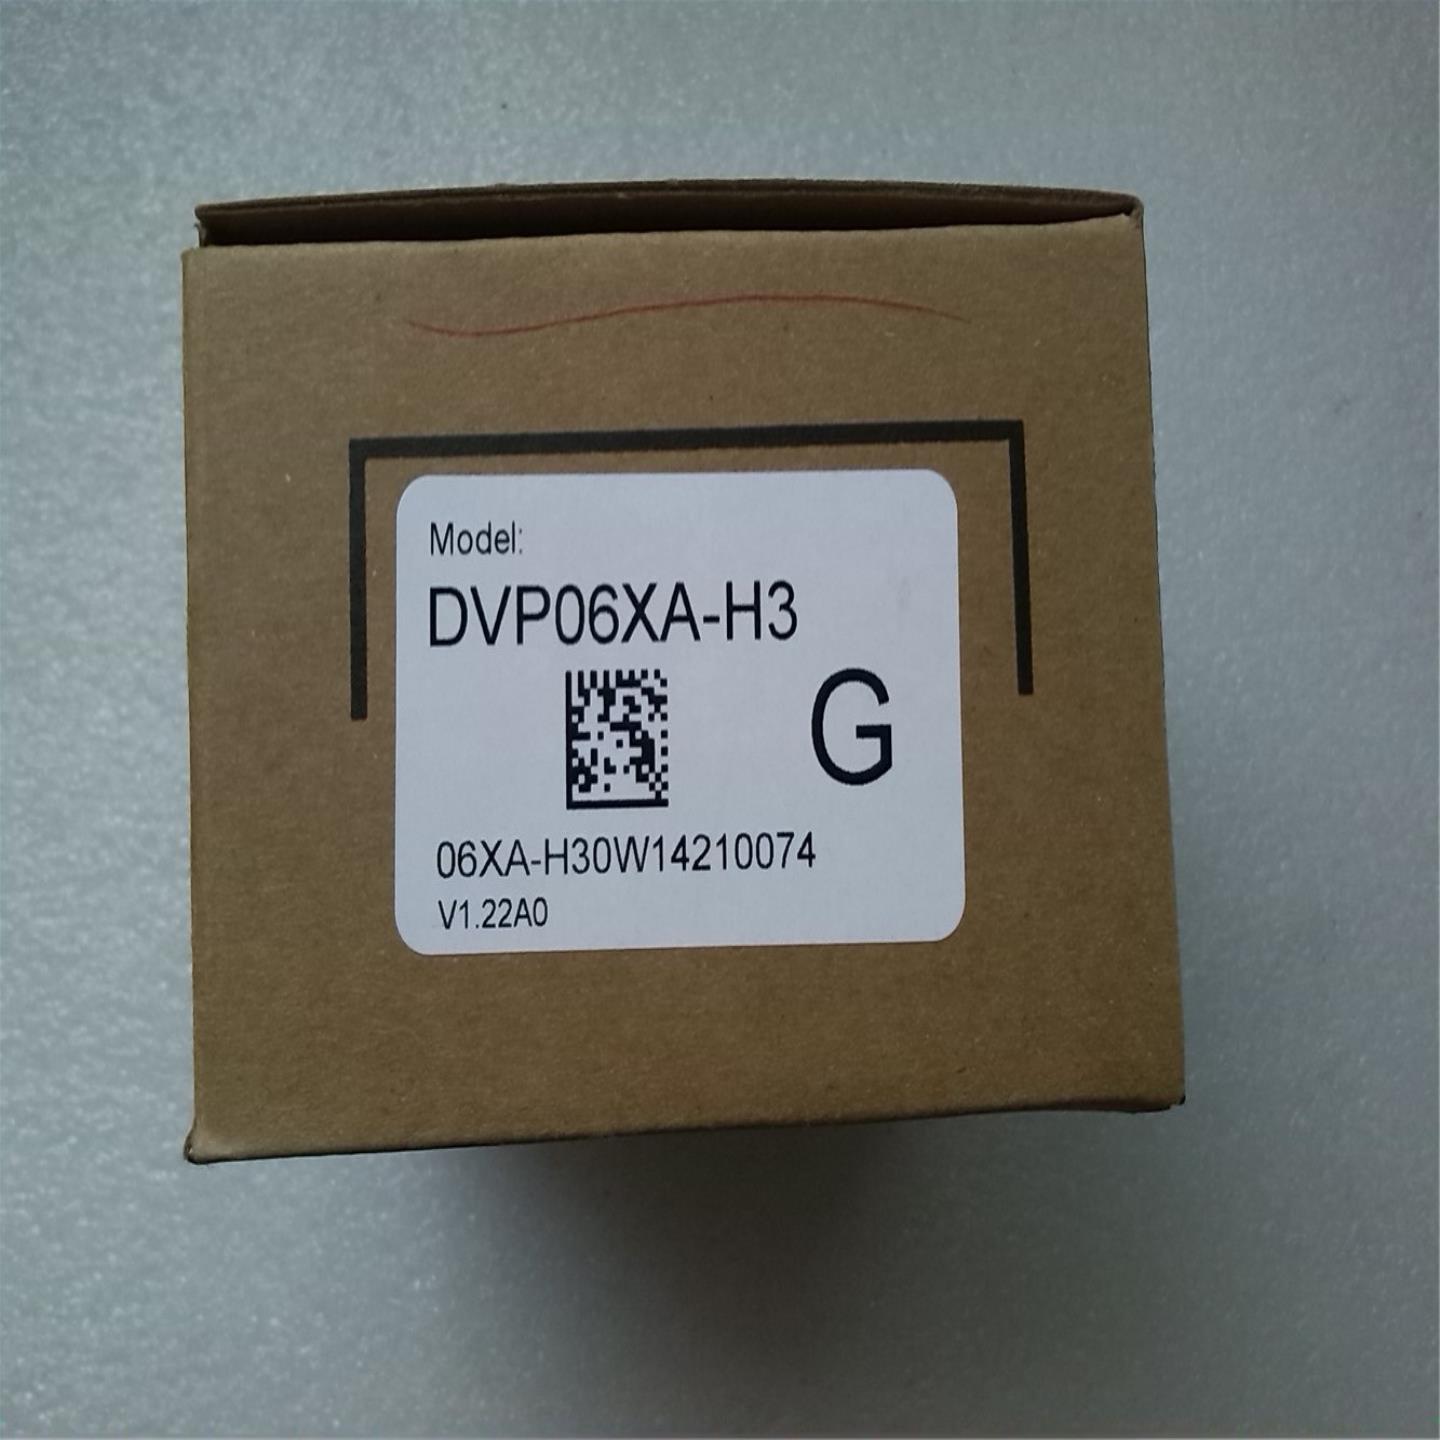 Model:
DVP06XA-H3
G
06XA-H30W14210074
V1.22A0